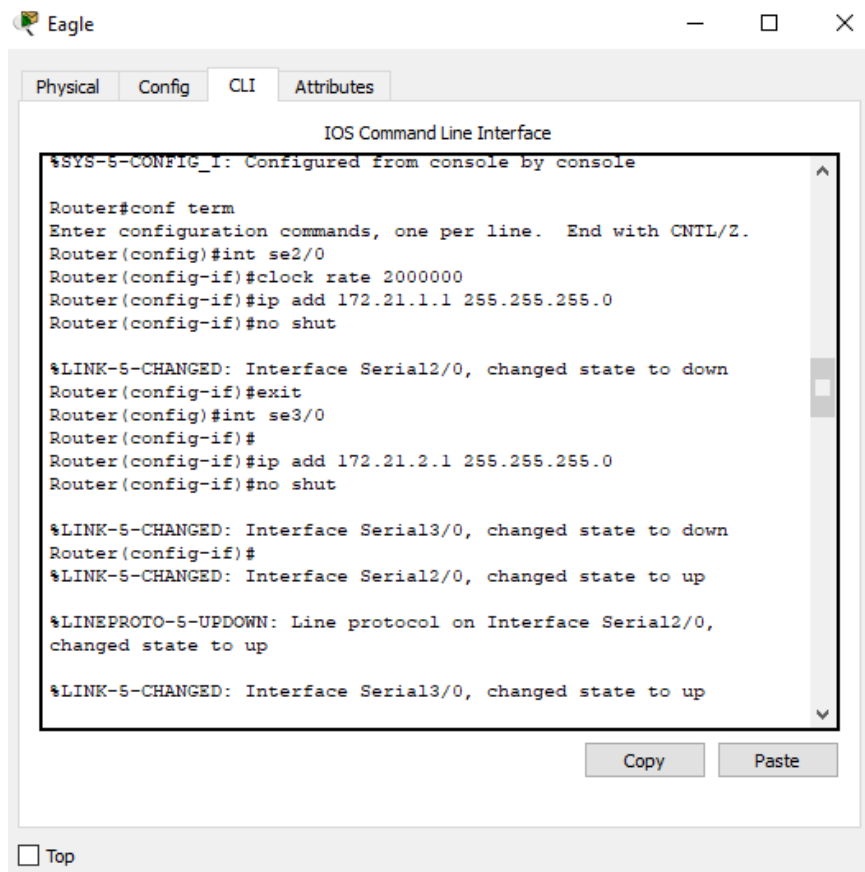 Eagle
Physical Config CLI Attributes
IOS Command Line Interface
%SYS-5-CONFIG_I: Configured from console by console
Router#conf term
Enter configuration commands, one per line.  End with CNTL/Z.
Router(config)#int se2/0
Router(config-if)#clock rate 2000000
Router(config-if)#ip add 172.21.1.1 255.255.255.0
Router(config-if)#no shut
%LINK-5-CHANGED: Interface Serial2/0, changed state to down
Router(config-if)#exit
Router(config)#int se3/0
Router(config-if)#
Router(config-if)#ip add 172.21.2.1 255.255.255.0
Router(config-if)#no shut
%LINK-5-CHANGED: Interface Serial3/0, changed state to down
Router(config-if)#
%LINK-5-CHANGED: Interface Serial2/0, changed state to up
%LINEPROTO-5-UPDOWN: Line protocol on Interface Serial2/0,
changed state to up
%LINK-5-CHANGED: Interface Serial3/0, changed state to up
Copy Paste
Top